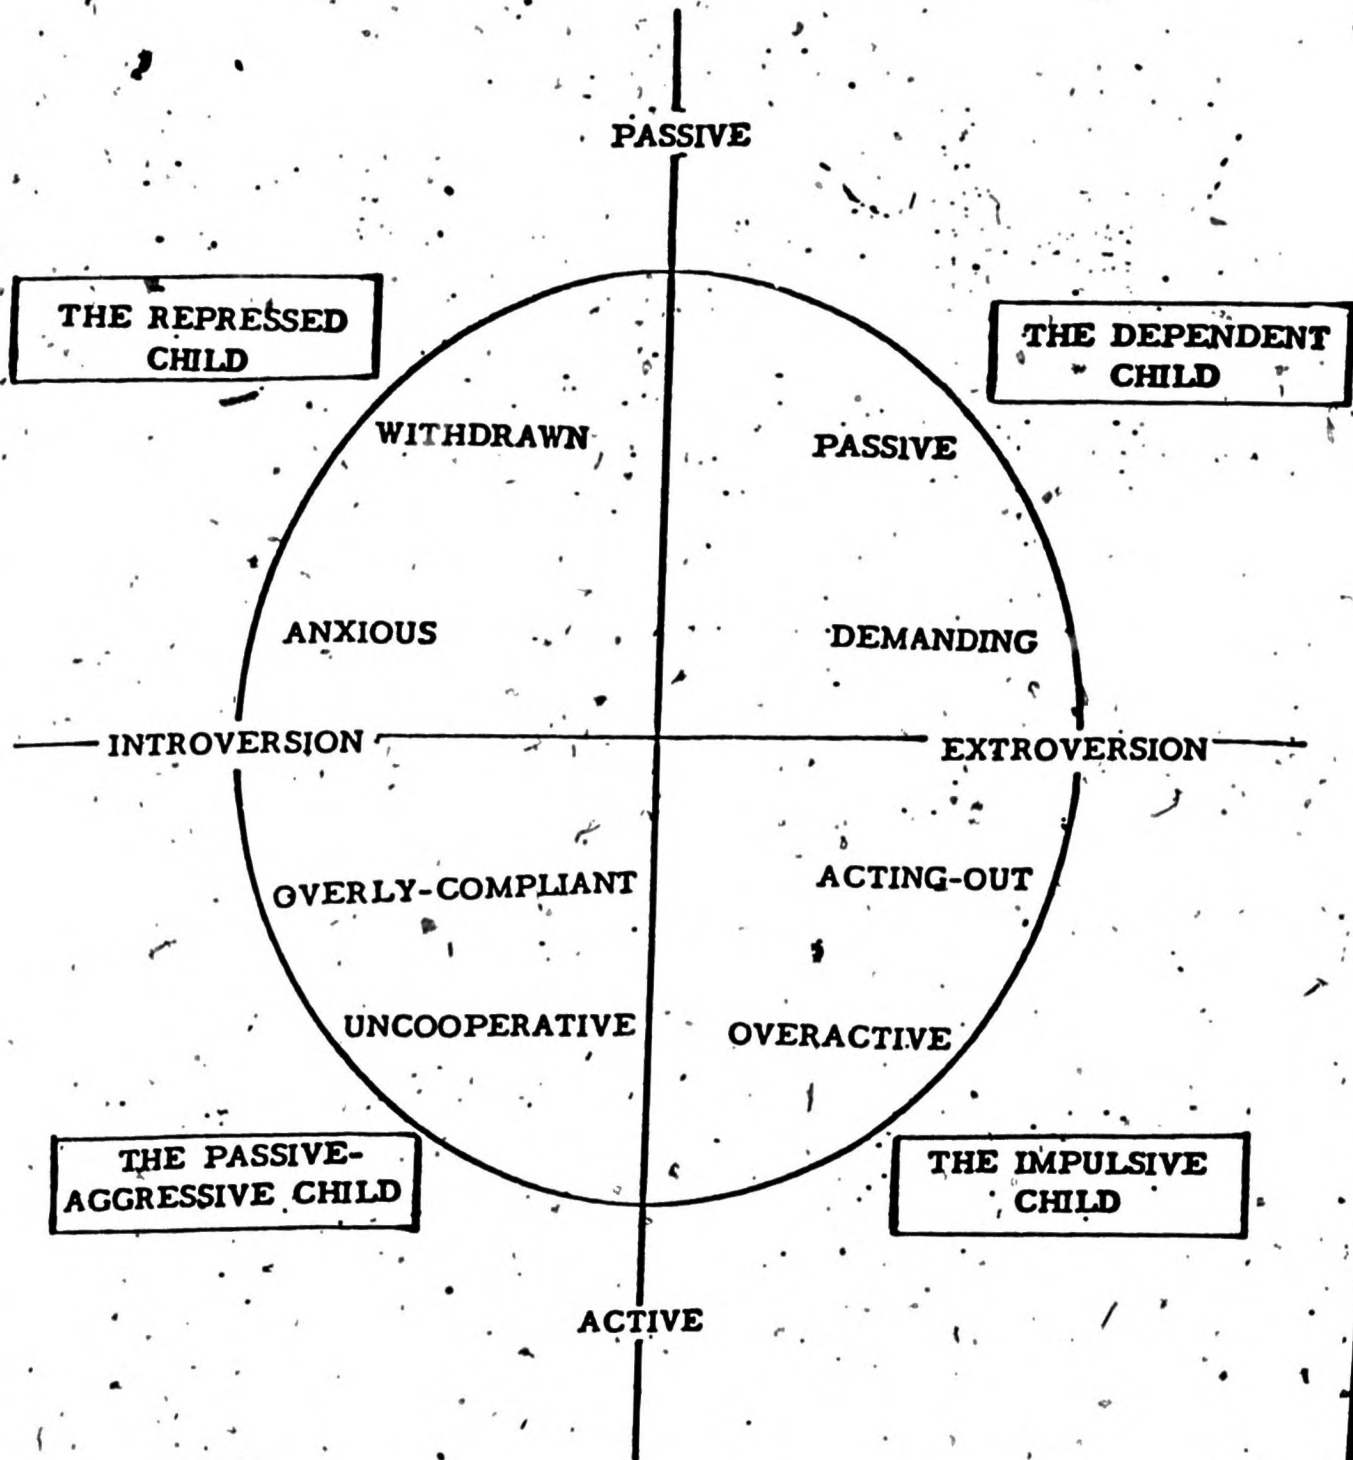 PASSIVE
THE REPRESSED
CHILD
THE DEPENDENT
CHILD
WITHDRAWN
PASSIVE
ANXIOUS
DEMANDING
INTROVERSION
EXTROVERSION
OVERLY-COMPLIANT
ACTING-OUT
UNCOOPERATIVE
OVERACTIVE
THE PASSIVE-
AGGRESSIVE CHILD
THE IMPULSIVE
CHILD
ACTIVE